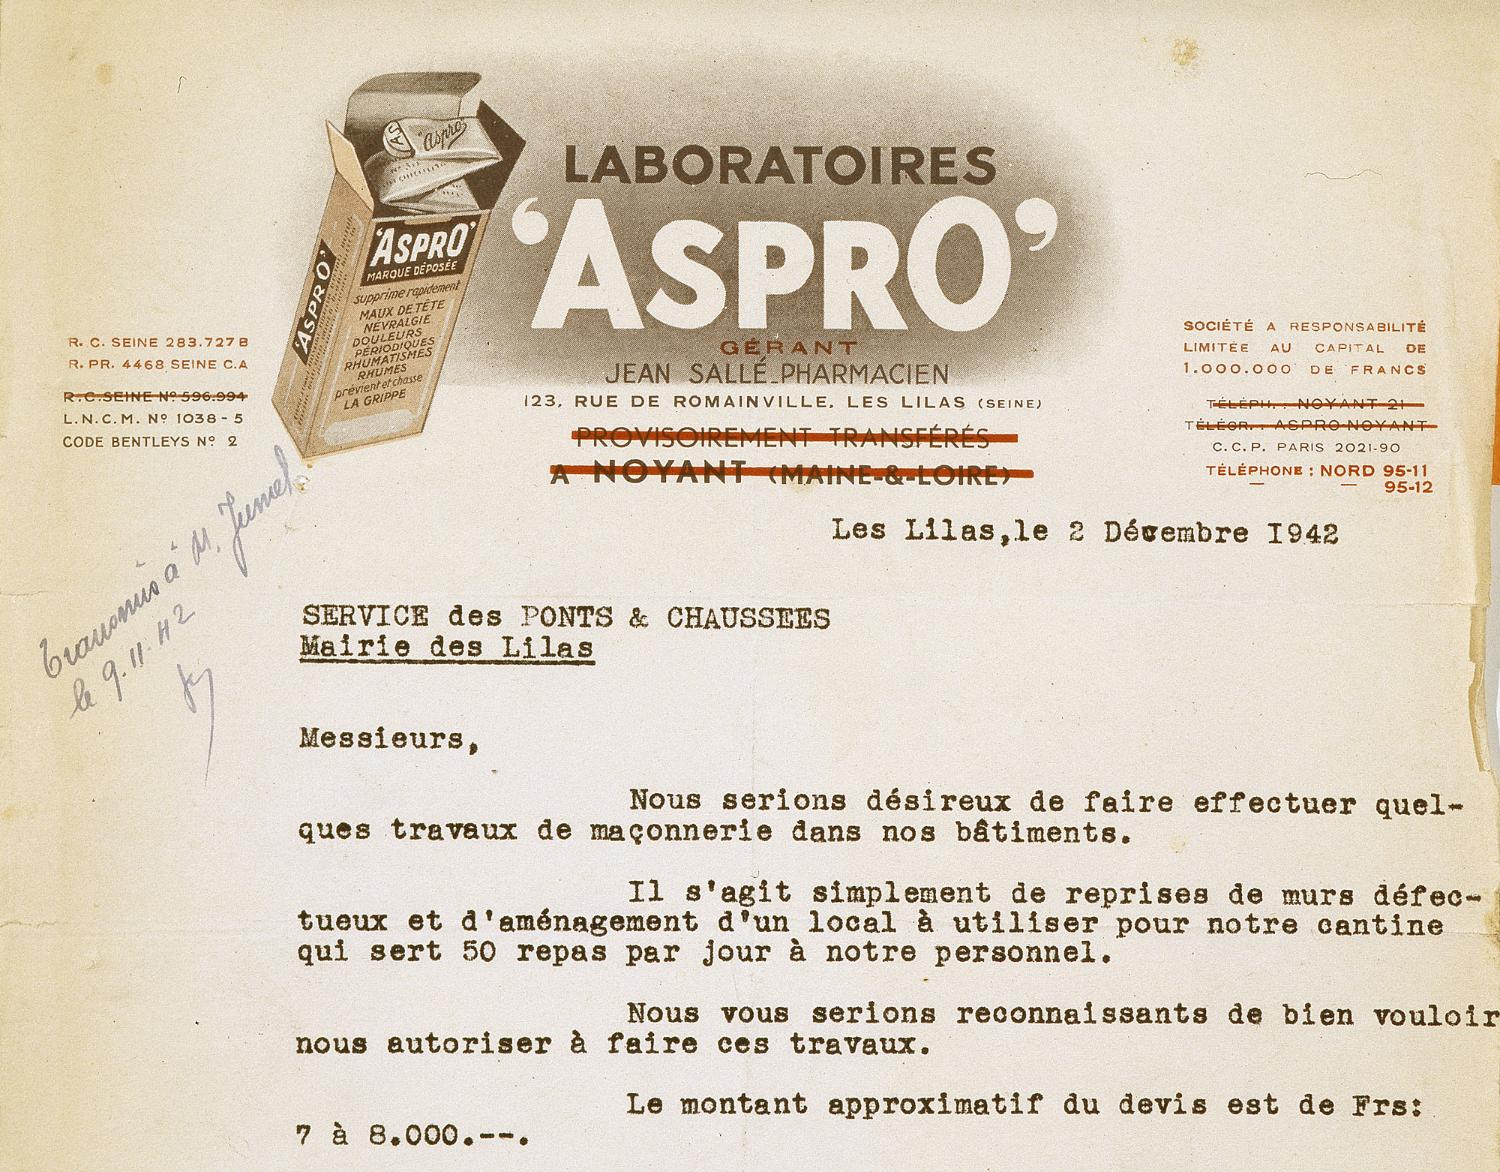 LABORATOIRES
'ASPRO'
GÉRANT
JEAN SALLÉ_PHARMACIEN
123, RUE DE ROMAINVILLE. LES LILAS (SEINE)
PROVISOIREMENT TRANSFÉRÉS
A NOYANT (MAINE-&-LOIRE)
"Aspro"
'ASPRO'
'ASPRO'
MARQUE DÉPOSÉE
supprime rapidement
MAUX DE TÊTE
NEVRALGIE
DOULEURS
PÉRIODIQUES
RHUMATISMES
RHUMES
prévient et chasse
LA GRIPPE
R. C. SEINE 283.727 B
R. PR. 4468 SEINE C.A
R.C.SEINE Nº 596.994
L.N.C.M. Nº 1038-5
CODE BENTLEYS Nº 2
SOCIÉTÉ A RESPONSABILITÉ
LIMITÉE AU CAPITAL DE
1.000.000 DE FRANCS
TÉLÉPH. : NOYANT 21
TÉLÉGR. : ASPRO-NOYANT
C.C.P. PARIS 2021-90
TÉLÉPHONE : NORD 95-11
95-12
Transmis à M. Jumel
le 9.11.42
Les Lilas,le 2 Décembre 1942
SERVICE des PONTS & CHAUSSEES
Mairie des Lilas
Messieurs,
Nous serions désireux de faire effectuer quel-
ques travaux de maçonnerie dans nos bâtiments.
Il s'agit simplement de reprises de murs défec-
tueux et d'aménagement d'un local à utiliser pour notre cantine
qui sert 50 repas par jour à notre personnel.
Nous vous serions reconnaissants de bien vouloir
nous autoriser à faire ces travaux.
Le montant approximatif du devis est de Frs:
7 à 8.000.--.